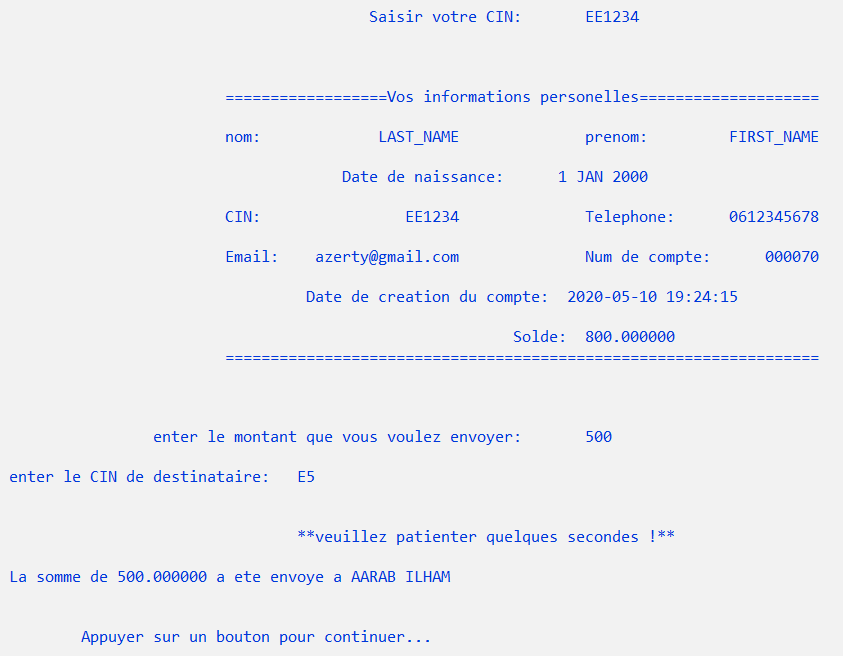 Saisir votre CIN: EE1234
==================Vos informations personelles====================
nom: LAST_NAME prenom: FIRST_NAME
Date de naissance: 1 JAN 2000
CIN: EE1234 Telephone: 0612345678
Email: azerty@gmail.com Num de compte: 000070
Date de creation du compte: 2020-05-10 19:24:15
Solde: 800.000000
==================================================================
enter le montant que vous voulez envoyer: 500
enter le CIN de destinataire: E5
**veuillez patienter quelques secondes !**
La somme de 500.000000 a ete envoye a AARAB ILHAM
Appuyer sur un bouton pour continuer...